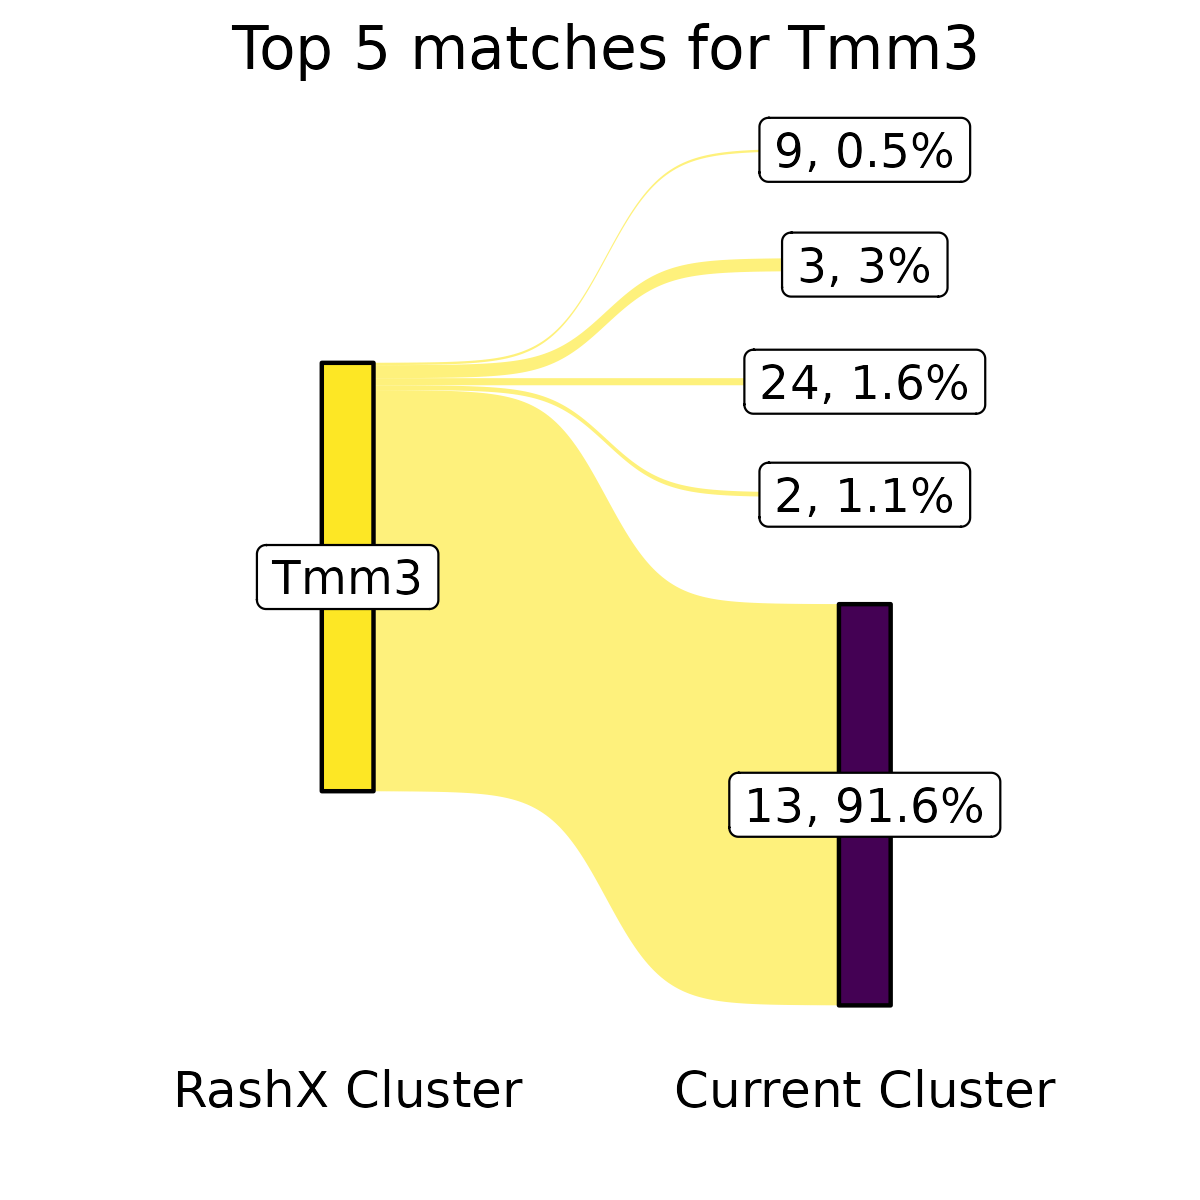 Top 5 matches for Tmm3
9, 0.5%
3, 3%
24, 1.6%
2, 1.1%
Tmm3
13, 91.6%
RashX Cluster
Current Cluster